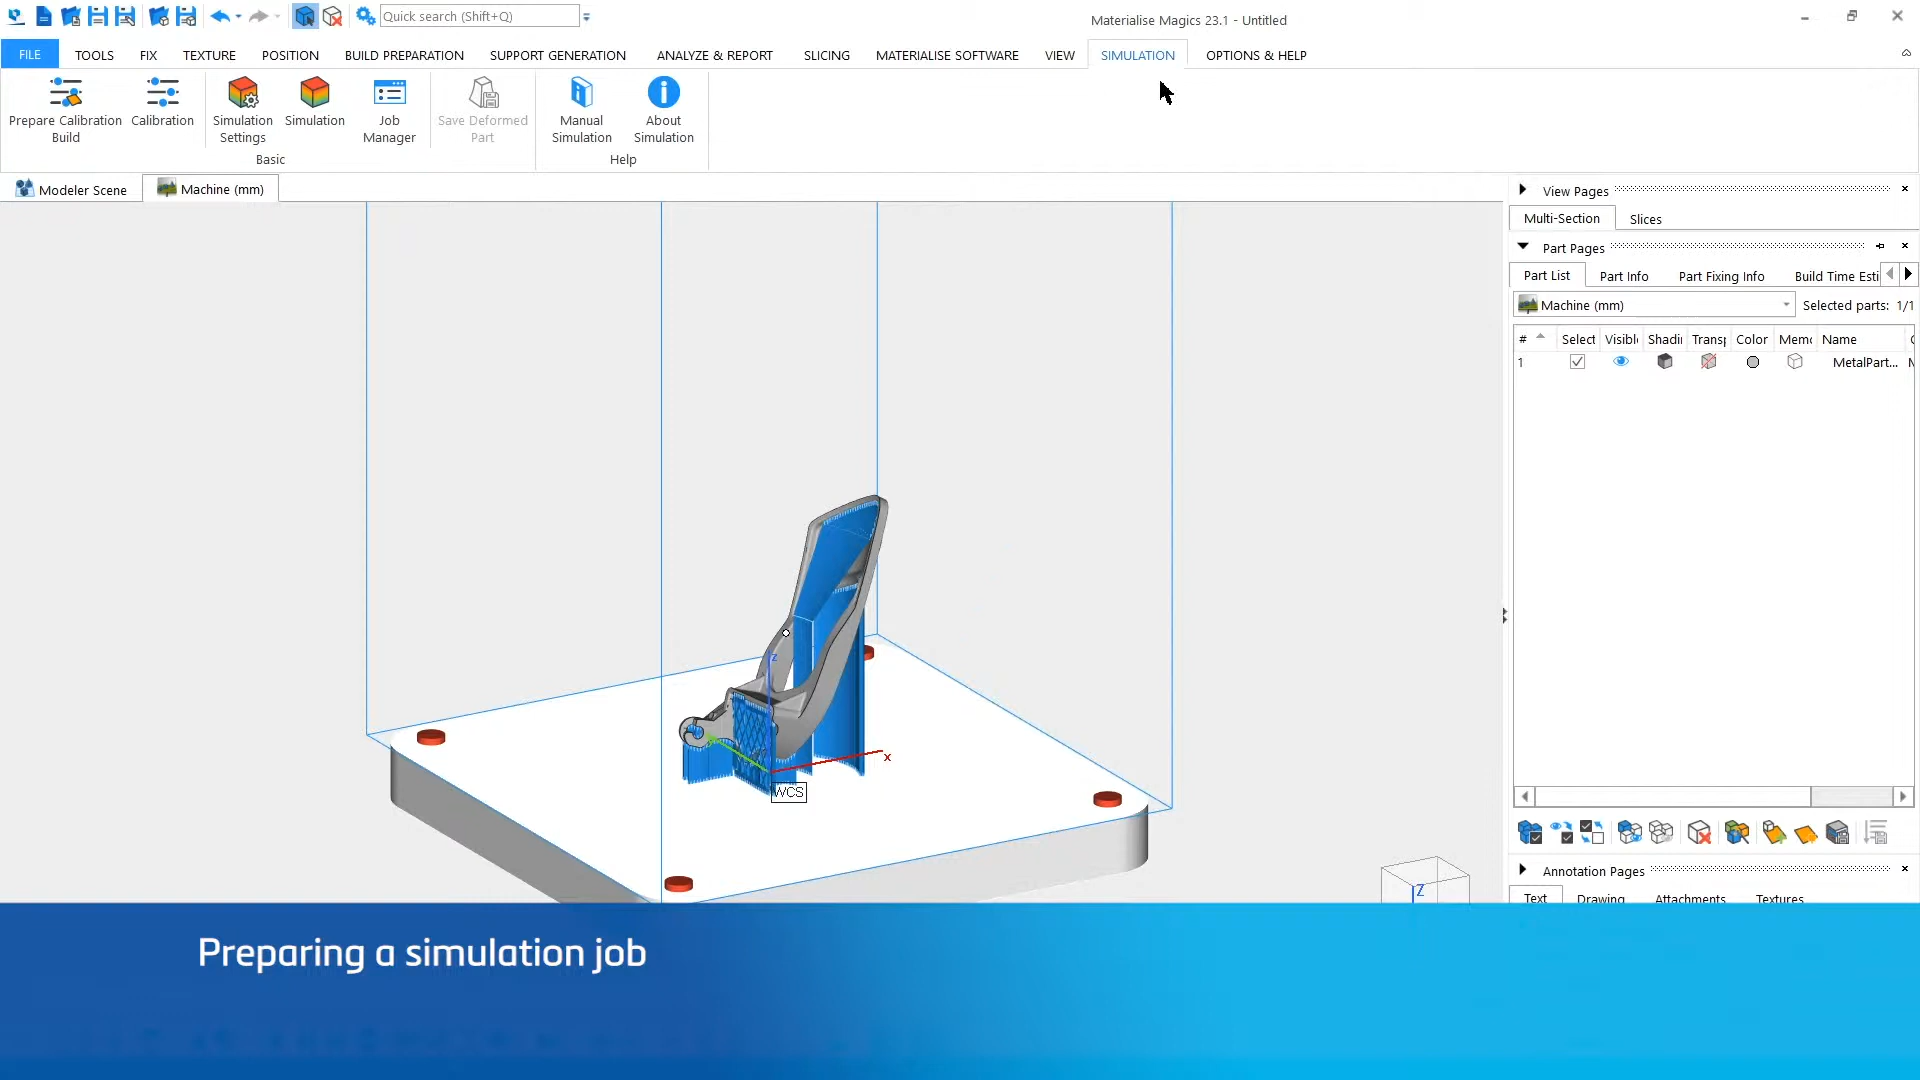 Quick search (Shift+Q)
Materialise Magics 23.1 - Untitled
FILE TOOLS FIX TEXTURE POSITION BUILD PREPARATION SUPPORT GENERATION ANALYZE & REPORT SLICING MATERIALISE SOFTWARE VIEW SIMULATION OPTIONS & HELP
Prepare Calibration Build
Calibration
Simulation Settings
Simulation
Job Manager
Save Deformed Part
Manual Simulation
About Simulation
Basic
Help
Modeler Scene
Machine (mm)
View Pages
Multi-Section
Slices
Part Pages
Part List
Part Info
Part Fixing Info
Build Time Esti
Machine (mm)
Selected parts: 1/1
# Select Visibl Shadi Transp Color Memo Name
1 MetalPart...
z
x
WCS
Z
Annotation Pages
Text Drawing Attachments Textures
Preparing a simulation job